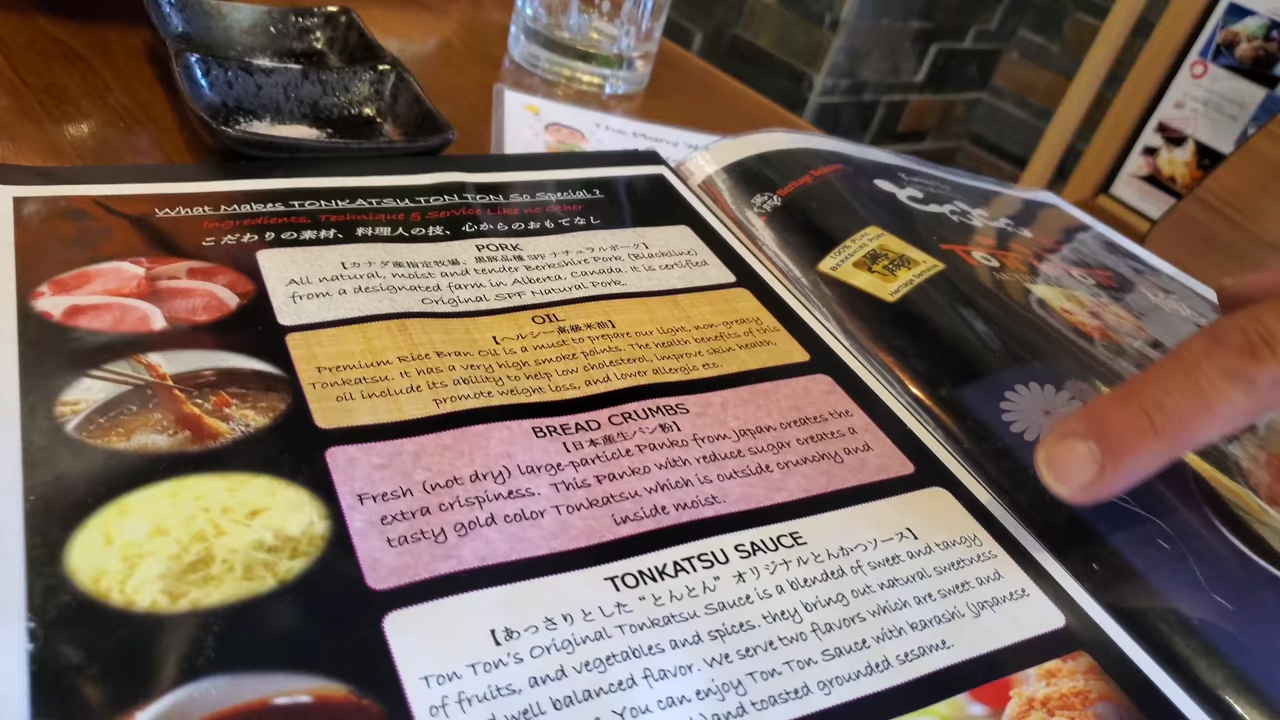 What Makes TONKATSU TON TON So Special?
Ingredients, Technique & Service Like no Other
こだわりの素材、料理人の技、心からのおもてなし
PORK
【カナダ産指定牧場、黒豚品種 SPF ナチュラルポーク】
All natural, moist and tender Berkshire Pork (Blackline)
from a designated farm in Alberta, Canada. It is certified
Original SPF Natural Pork.
OIL
【ヘルシー高級米油】
Premium Rice Bran Oil is a must to prepare our light, non-greasy
Tonkatsu. It has a very high smoke points. The health benefits of this
oil include its ability to help low cholesterol, improve skin health,
promote weight loss, and lower allergic etc.
BREAD CRUMBS
【日本産生パン粉】
Fresh (not dry) large-particle Panko from Japan creates the
extra crispiness. This Panko with reduce sugar creates a
tasty gold color Tonkatsu which is outside crunchy and
inside moist.
TONKATSU SAUCE
【あっさりとした "とんとん" オリジナルとんかつソース】
Ton Ton's Original Tonkatsu Sauce is a blended of sweet and tangy
of fruits, and vegetables and spices. they bring out natural sweetness
well balanced flavor. We serve two flavors which are sweet and
You can enjoy Ton Ton Sauce with karashi (Japanese
and toasted grounded sesame.
the Many
Heritage
100% PURE
BERKSHIRE PORK
黒豚
Heritage Berkshire